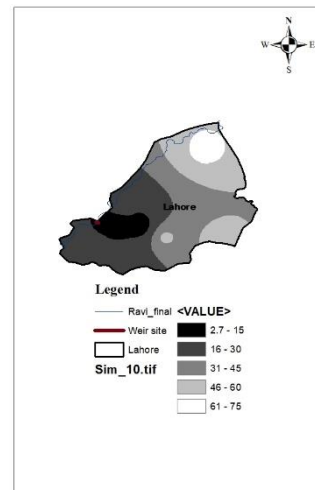 N
W E
S
Lahore
Legend
Ravi_final
Weir site
Lahore
Sim_10.tif
<VALUE>
2.7 - 15
16 - 30
31 - 45
46 - 60
61 - 75